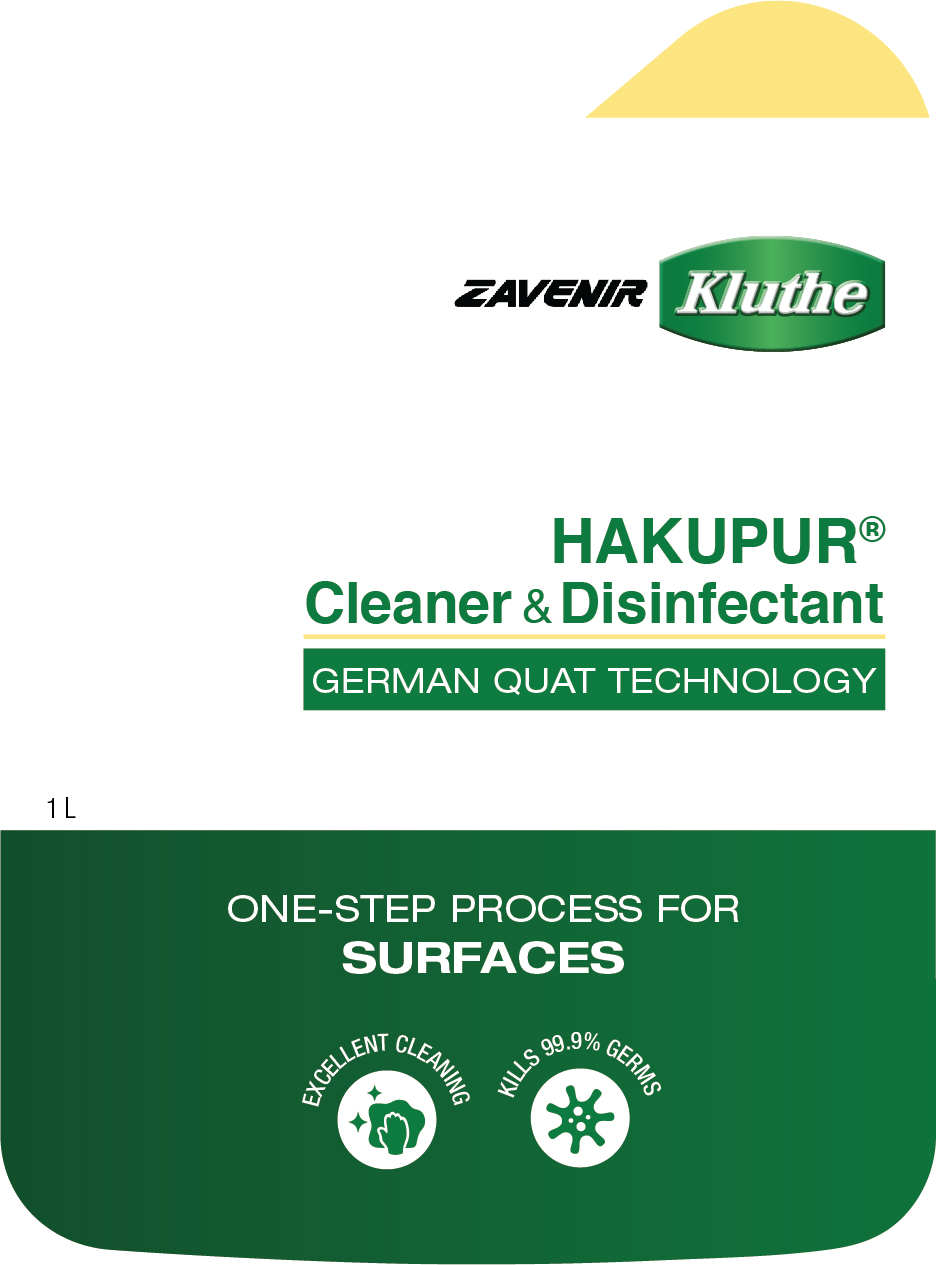 ZAVENIR Kluthe
HAKUPUR®
Cleaner & Disinfectant
GERMAN QUAT TECHNOLOGY
1 L
ONE-STEP PROCESS FOR
SURFACES
EXCELLENT CLEANING
KILLS 99.9% GERMS